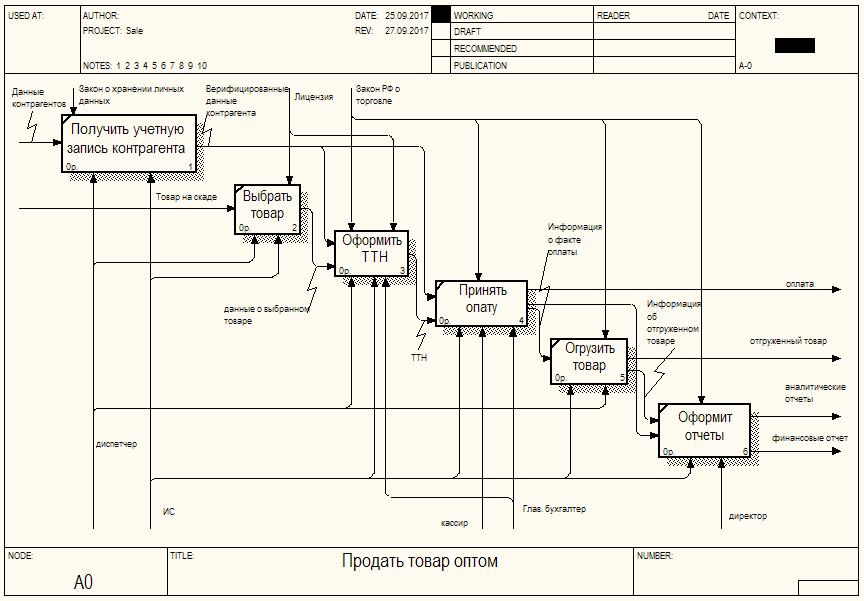 USED AT:
AUTHOR:
DATE: 25.09.2017
WORKING
READER
DATE
CONTEXT:
PROJECT: Sale
REV: 27.09.2017
DRAFT
RECOMMENDED
NOTES: 1 2 3 4 5 6 7 8 9 10
PUBLICATION
A-0
Данные
контрагентов
Закон о хранении личных
данных
Верифицированные
данные
контрагента
Лицензия
Закон РФ о
торговле
Получить учетную
запись контрагента
0р.
1
Товар на скаде
Выбрать
товар
0р.
2
Оформить
ТТН
0р.
3
Информация
о факте
оплаты
Принять
опату
0р.
4
оплата
данные о выбранном
товаре
Информация
об
отгруженном
товаре
ТТН
Огрузить
товар
0р.
5
отгруженный товар
аналитические
отчеты
Оформит
отчеты
0р.
6
финансовые отчет
диспетчер
ИС
кассир
Глав. бухгалтер
директор
NODE:
TITLE:
NUMBER:
A0
Продать товар оптом